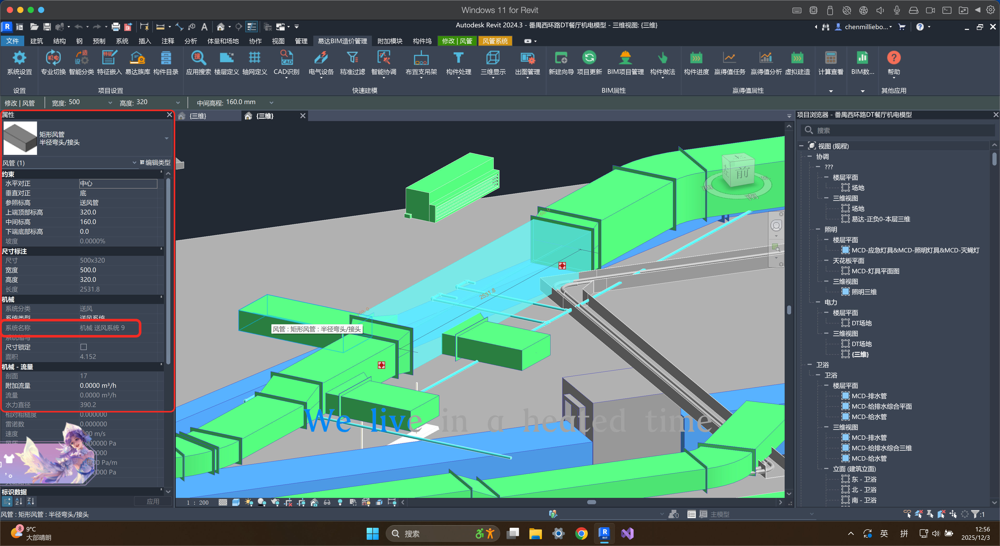 Windows 11 for Revit
Autodesk Revit 2024.3 - 番禺西环路DT餐厅机电模型 - 三维视图: {三维}
chenmilliebo...
文件 建筑 结构 钢 预制 系统 插入 注释 分析 体量和场地 协作 视图 管理 易达BIM造价管理 附加模块 构件坞 修改 | 风管 风管系统
系统设置 专业切换 智能分类 特征嵌入 易达族库 构件目录 应用搜索 楼层定义 轴网定义 CAD识别 电气设备 精准过滤 智能协调 布置支吊架 构件处理 三维显示 出图管理 新建向导 项目更新 BIM项目管理 构件做法 构件进度 赢得值任务 赢得值分析 虚拟建造 计算查看 BIM数... 帮助
设置 项目设置 快速建模 BIM属性 赢得值属性 其他应用
修改 | 风管 宽度: 500 高度: 320 中间高程: 160.0 mm
属性
矩形风管
半径弯头/接头
风管 (1) 编辑类型
约束
水平对正 中心
垂直对正 底
参照标高 送风管
上端顶部标高 320.0
中间标高 160.0
下端底部标高 0.0
坡度 0.0000%
尺寸标注
尺寸 500x320
宽度 500.0
高度 320.0
长度 2531.8
机械
系统分类 送风
系统类型 送风系统
系统名称 机械 送风系统 9
系统缩写
尺寸锁定
面积 4.152
机械 - 流量
剖面 17
附加流量 0.0000 m³/h
流量 0.0000 m³/h
水力直径 390.2
相对粗糙度 0.000000
雷诺数 0.000000
速度
标识数据
应用
{三维} {三维}
上
前
左
160.0
2531.8
160.0
风管 : 矩形风管 : 半径弯头/接头
We live in a heated time
1 : 200
项目浏览器 - 番禺西环路DT餐厅机电模型
搜索
视图 (规程)
协调
???
楼层平面
场地
三维视图
场地
易达-正负0-本层三维
照明
楼层平面
MCD-应急灯具&MCD-照明灯具&MCD-灭蝇灯
天花板平面
MCD-灯具平面图
三维视图
照明三维
电力
楼层平面
DT场地
三维视图
DT场地
{三维}
卫浴
卫浴
楼层平面
MCD-排水管
MCD-给排水综合平面
MCD-给水管
三维视图
MCD-排水管
MCD-给排水综合三维
MCD-给水管
立面 (建筑立面)
东 - 卫浴
北 - 卫浴
南 - 卫浴
风管 : 矩形风管 : 半径弯头/接头
:0
主模型
:1
8
9°C
大部晴朗
搜索
英 拼
12:56
2025/12/3